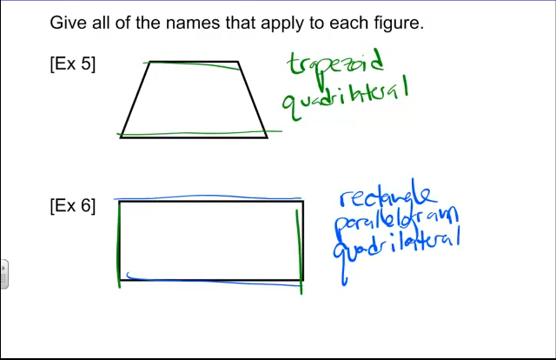 Give all of the names that apply to each figure.
[Ex 5]
trapezoid
quadrilateral
[Ex 6]
rectangle
parallelogram
quadrilateral